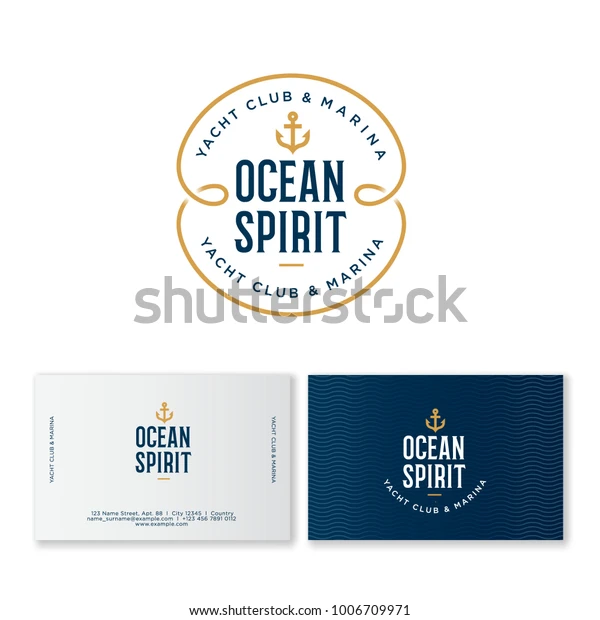 YACHT CLUB & MARINA
OCEAN
SPIRIT
YACHT CLUB & MARINA
shutterstock
YACHT CLUB & MARINA
OCEAN
SPIRIT
YACHT CLUB & MARINA
123 Name Street, Apt. 88 I City 12345 I Country
name_surname@example.com I +123 456 7891 0112
www.example.com
OCEAN
SPIRIT
YACHT CLUB & MARINA
www.shutterstock.com · 1006709971